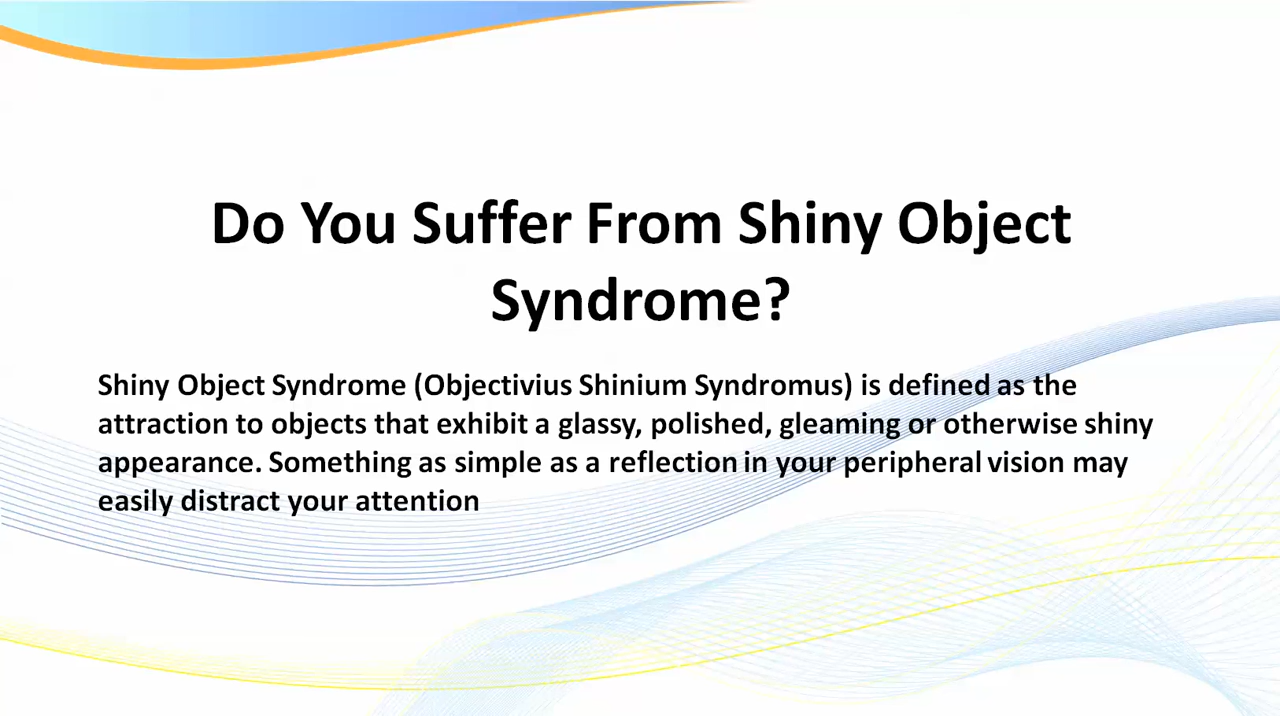 Do You Suffer From Shiny Object
Syndrome?
Shiny Object Syndrome (Objectivius Shinium Syndromus) is defined as the
attraction to objects that exhibit a glassy, polished, gleaming or otherwise shiny
appearance. Something as simple as a reflection in your peripheral vision may
easily distract your attention